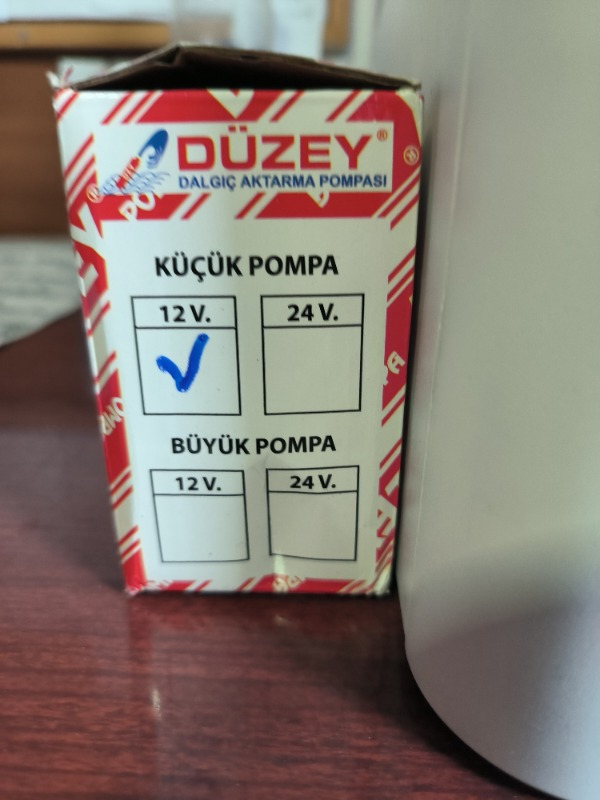 DÜZEY®
DALGIÇ AKTARMA POMPASI
KÜÇÜK POMPA
12 V. 24 V.
BÜYÜK POMPA
12 V. 24 V.